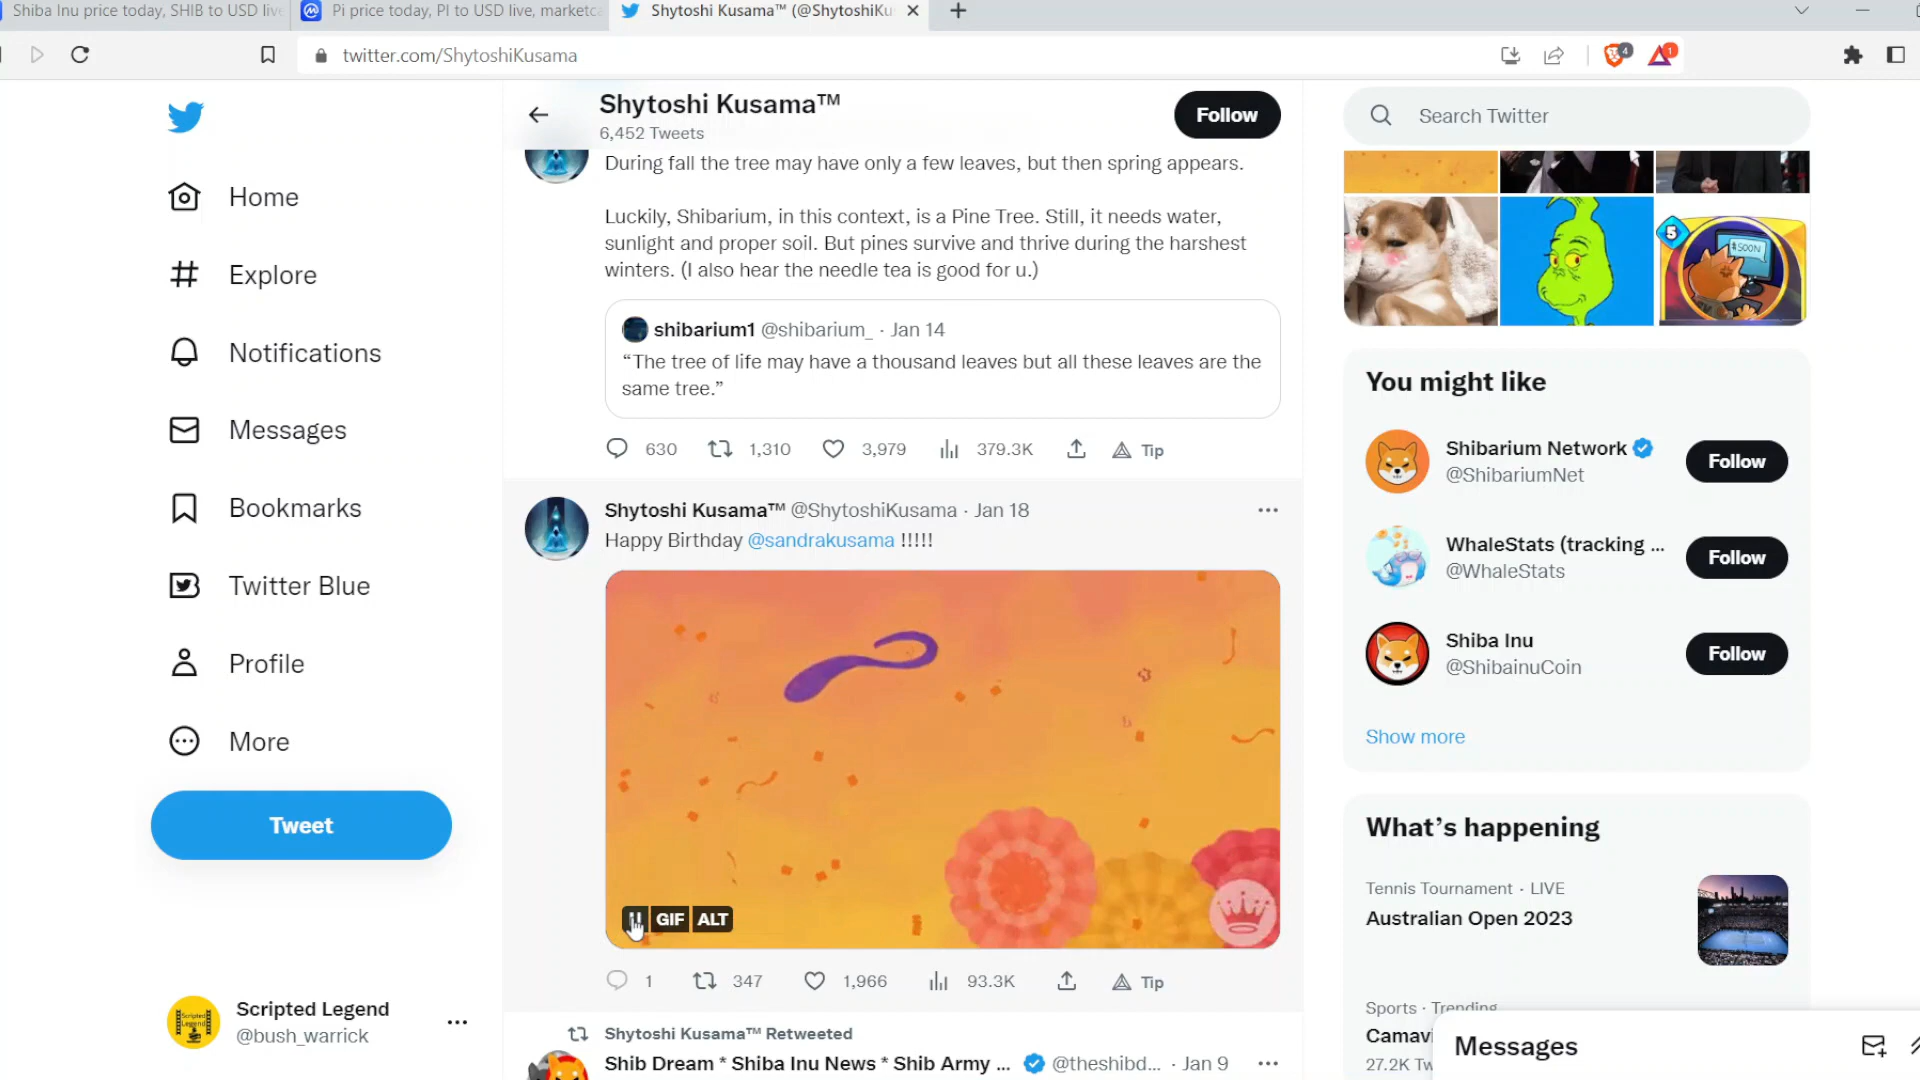 Shiba Inu price today, SHIB to USD live
Pi price today, PI to USD live, marketca
Shytoshi Kusama™ (@ShytoshiKu
twitter.com/ShytoshiKusama
4
1
Home
Explore
Notifications
Messages
Bookmarks
Twitter Blue
Profile
More
Tweet
Scripted Legend
@bush_warrick
Shytoshi Kusama™
6,452 Tweets
Follow
During fall the tree may have only a few leaves, but then spring appears.
Luckily, Shibarium, in this context, is a Pine Tree. Still, it needs water,
sunlight and proper soil. But pines survive and thrive during the harshest
winters. (I also hear the needle tea is good for u.)
shibarium1 @shibarium_ · Jan 14
“The tree of life may have a thousand leaves but all these leaves are the
same tree.”
630 1,310 3,979 379.3K Tip
Shytoshi Kusama™ @ShytoshiKusama · Jan 18
Happy Birthday @sandrakusama !!!!!
GIF ALT
1 347 1,966 93.3K Tip
Shytoshi Kusama™ Retweeted
Shib Dream * Shiba Inu News * Shib Army ... @theshibd... · Jan 9
Search Twitter
5
SOON
You might like
Shibarium Network
@ShibariumNet
Follow
WhaleStats (tracking ...
@WhaleStats
Follow
Shiba Inu
@ShibainuCoin
Follow
Show more
What’s happening
Tennis Tournament · LIVE
Australian Open 2023
Sports · Trending
Camavi
27.2K Tw
Messages